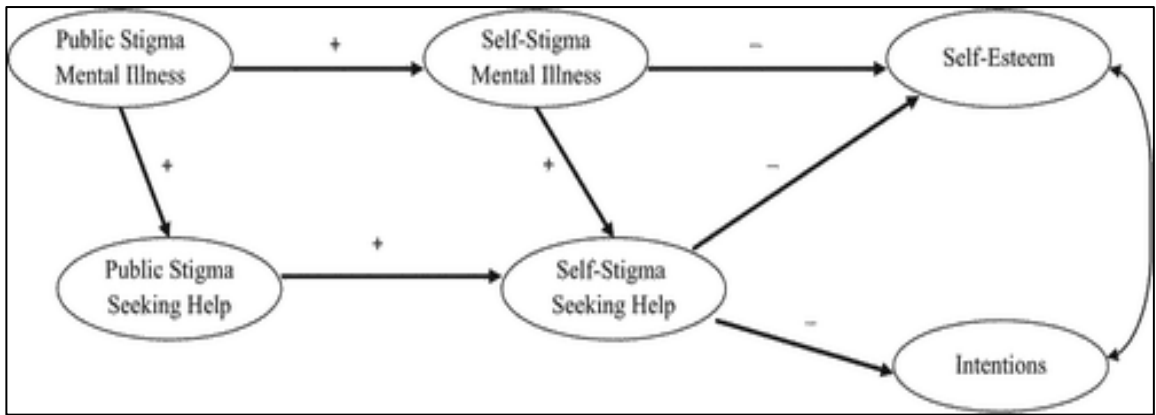 Public Stigma
Mental Illness
+
Self-Stigma
Mental Illness
−
Self-Esteem
+
+
−
Public Stigma
Seeking Help
+
Self-Stigma
Seeking Help
−
Intentions